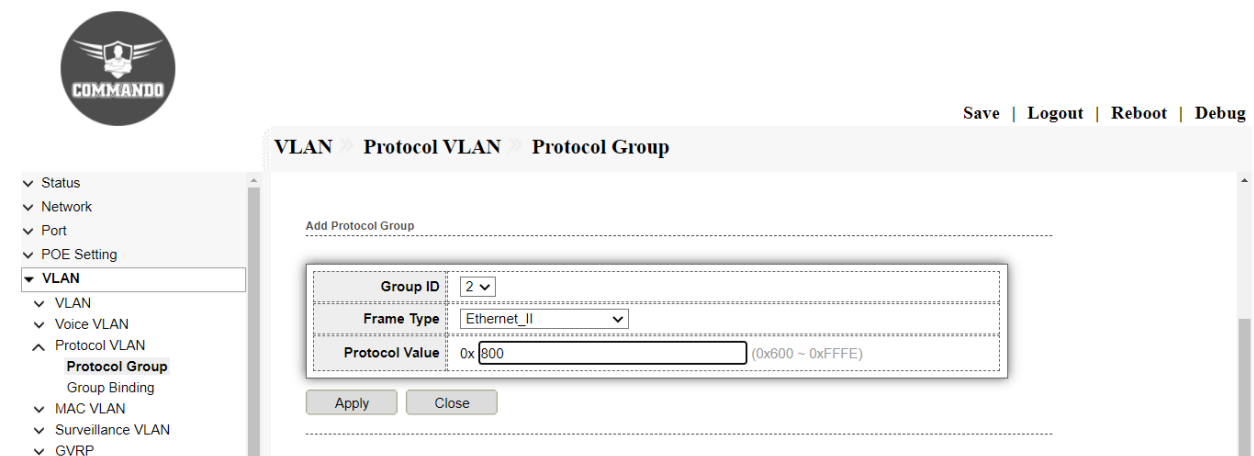 COMMANDO
Save | Logout | Reboot | Debug
VLAN » Protocol VLAN » Protocol Group
Status
Network
Port
POE Setting
VLAN
VLAN
Voice VLAN
Protocol VLAN
Protocol Group
Group Binding
MAC VLAN
Surveillance VLAN
GVRP
Add Protocol Group
Group ID 2
Frame Type Ethernet_II
Protocol Value 0x 800 (0x600 ~ 0xFFFE)
Apply Close